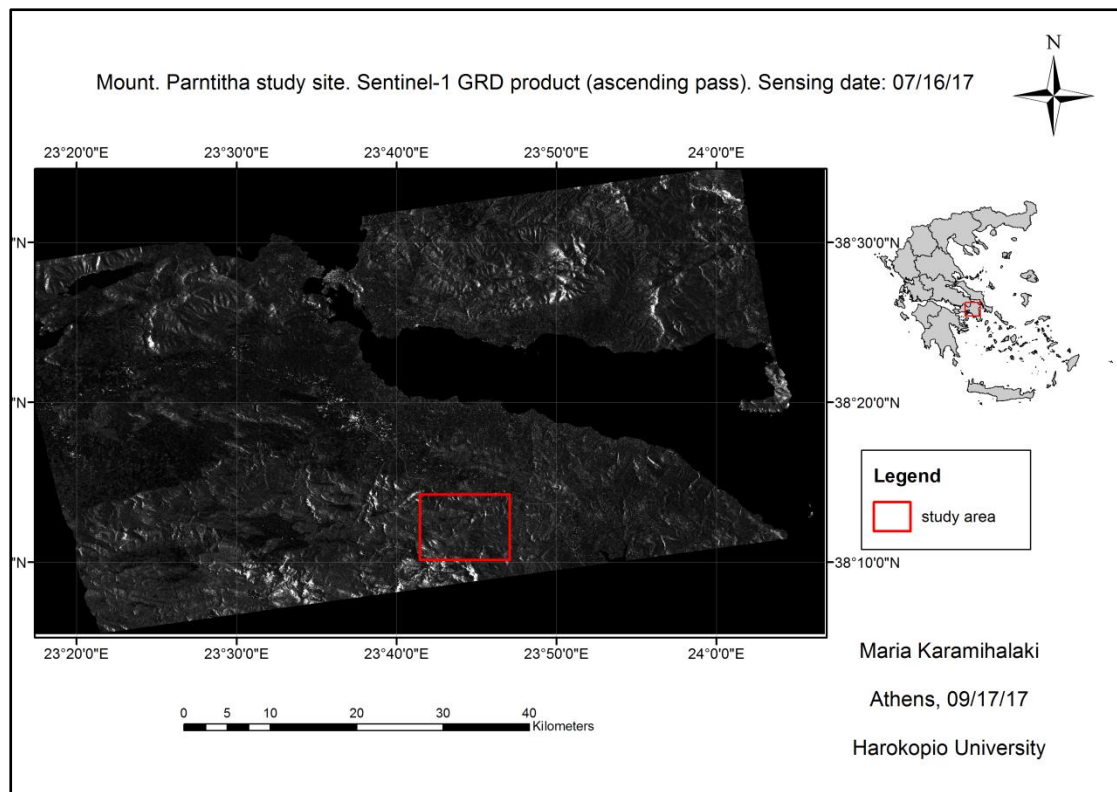 N
Mount. Parntitha study site. Sentinel-1 GRD product (ascending pass). Sensing date: 07/16/17
23°20'0"E 23°30'0"E 23°40'0"E 23°50'0"E 24°0'0"E
"N 38°30'0"N
"N 38°20'0"N
"N 38°10'0"N
23°20'0"E 23°30'0"E 23°40'0"E 23°50'0"E 24°0'0"E
Legend
study area
0 5 10 20 30 40
Kilometers
Maria Karamihalaki
Athens, 09/17/17
Harokopio University